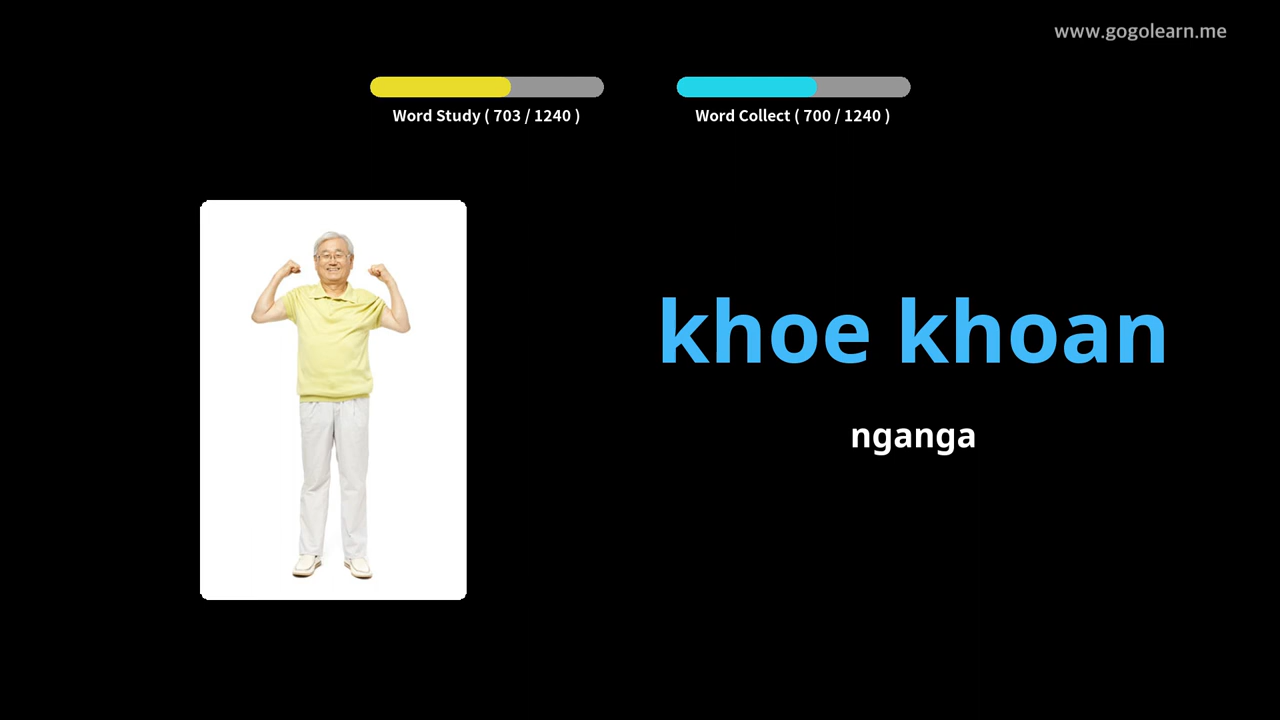 www.gogolearn.me
Word Study ( 703 / 1240 )
Word Collect ( 700 / 1240 )
khoe khoan
nganga